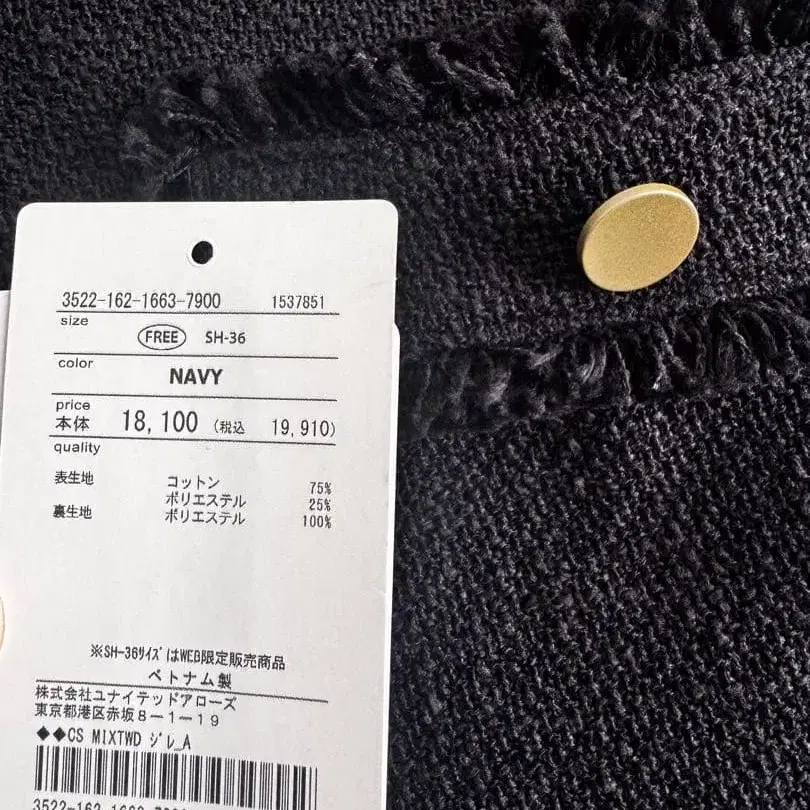 3522-162-1663-7900 1537851
size
FREE SH-36
color
NAVY
price
本体 18,100 (税込 19,910)
quality
表生地 コットン 75%
ポリエステル 25%
裏生地 ポリエステル 100%
※SH-36サイズはWEB限定販売商品
ベトナム製
株式会社ユナイテッドアローズ
東京都港区赤坂8-1-19
◆◆CS MIXTWD ジレ_A